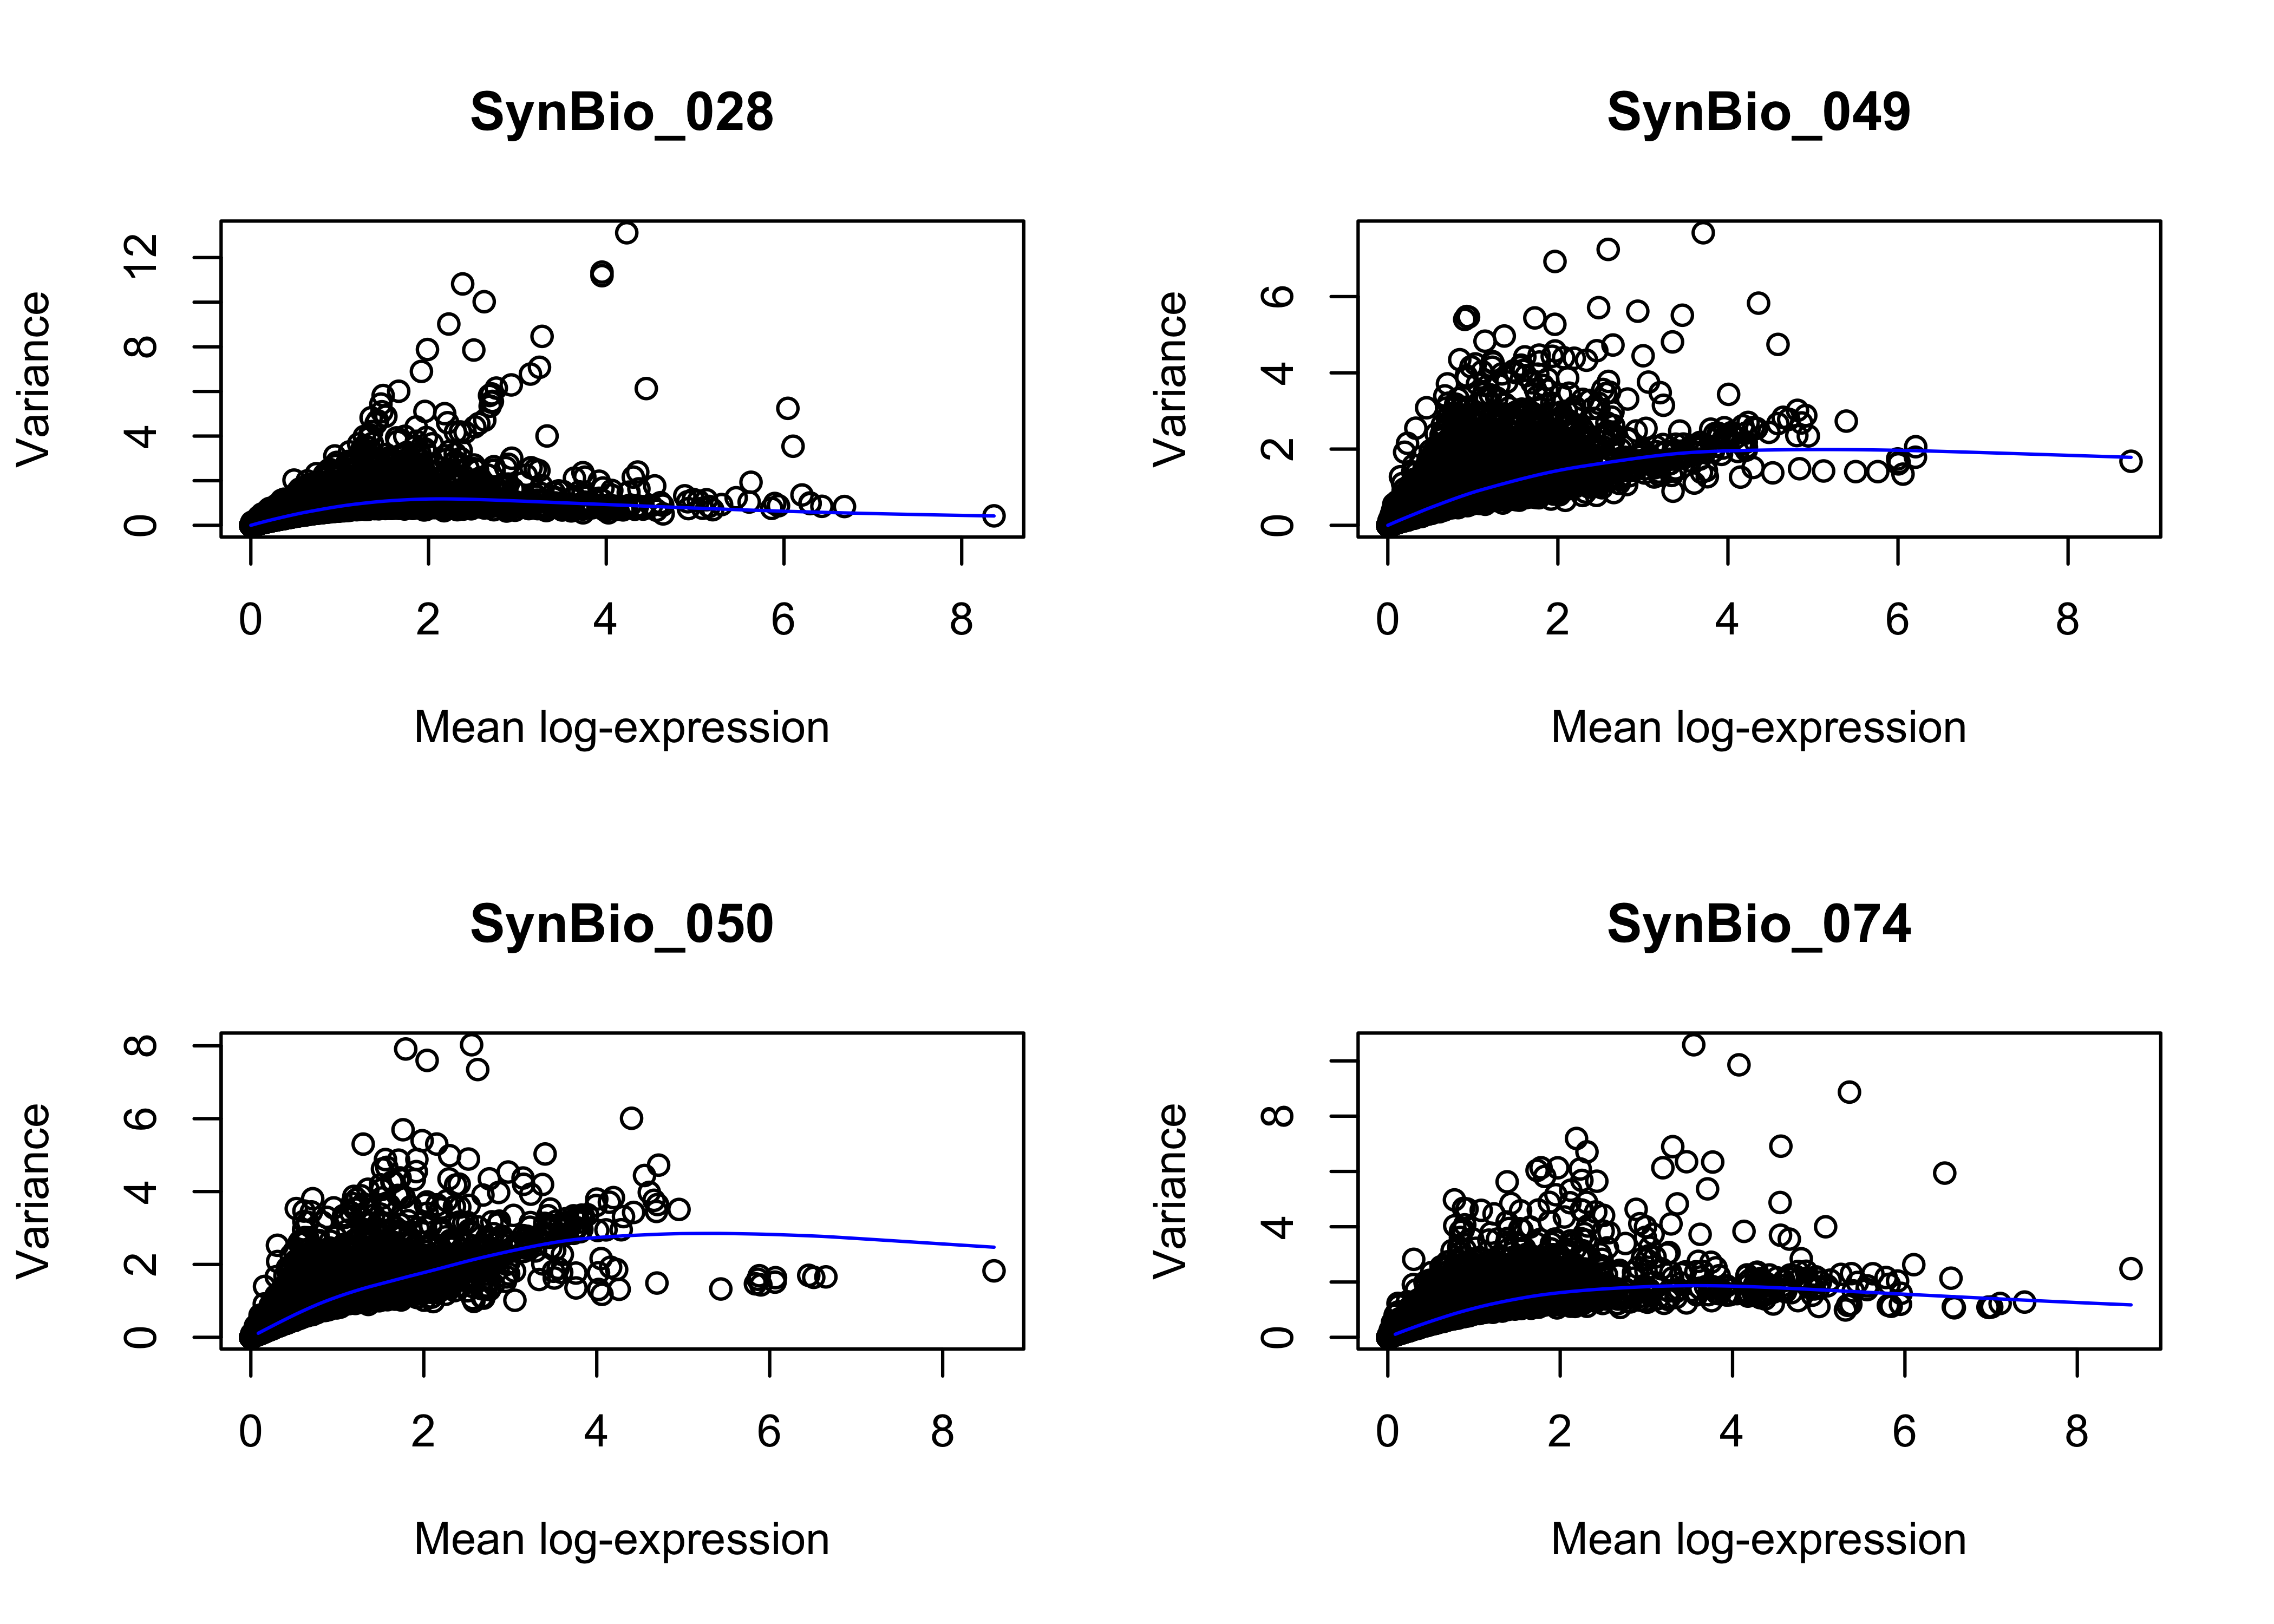 SynBio_028
Variance
0 4 8 12
0 2 4 6 8
Mean log-expression
SynBio_049
Variance
0 2 4 6
0 2 4 6 8
Mean log-expression
SynBio_050
Variance
0 2 4 6 8
0 2 4 6 8
Mean log-expression
SynBio_074
Variance
0 4 8
0 2 4 6 8
Mean log-expression